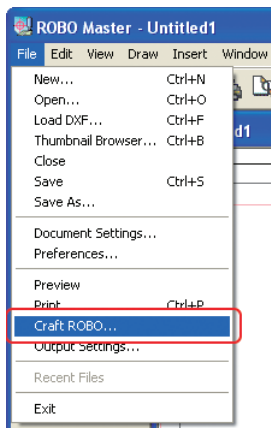 ROBO Master - Untitled1
File Edit View Draw Insert Window
New... Ctrl+N
Open... Ctrl+O
Load DXF... Ctrl+F
Thumbnail Browser... Ctrl+B
Close
Save Ctrl+S
Save As...
Document Settings...
Preferences...
Preview
Print Ctrl+P
Craft ROBO...
Output Settings...
Recent Files
Exit
d1